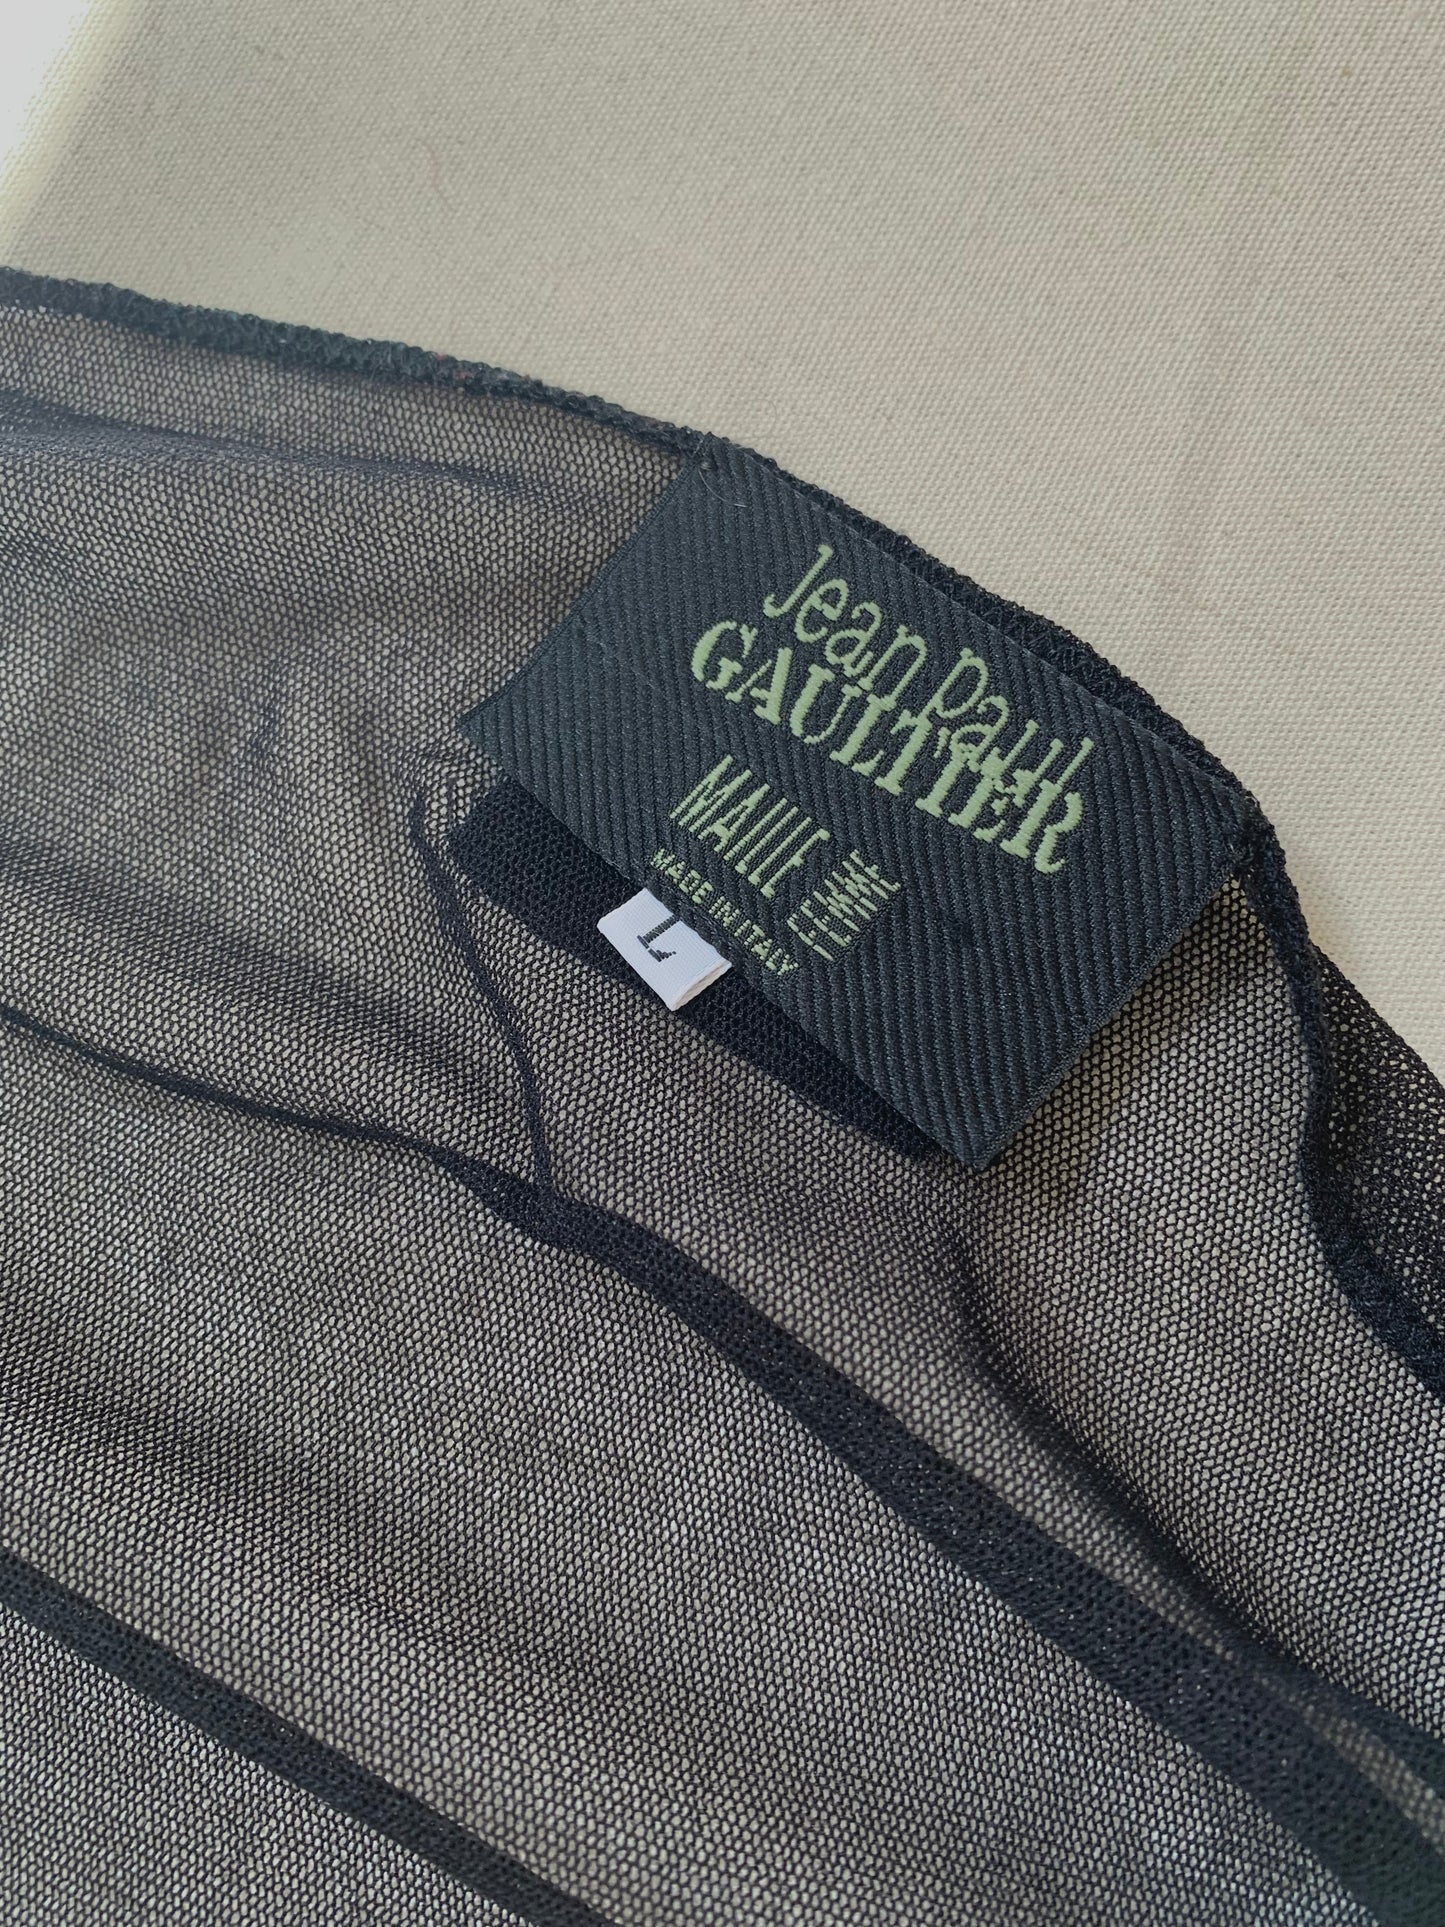 Jean Paul
GAULTIER
MAILLE FEMME
MADE IN ITALY
L